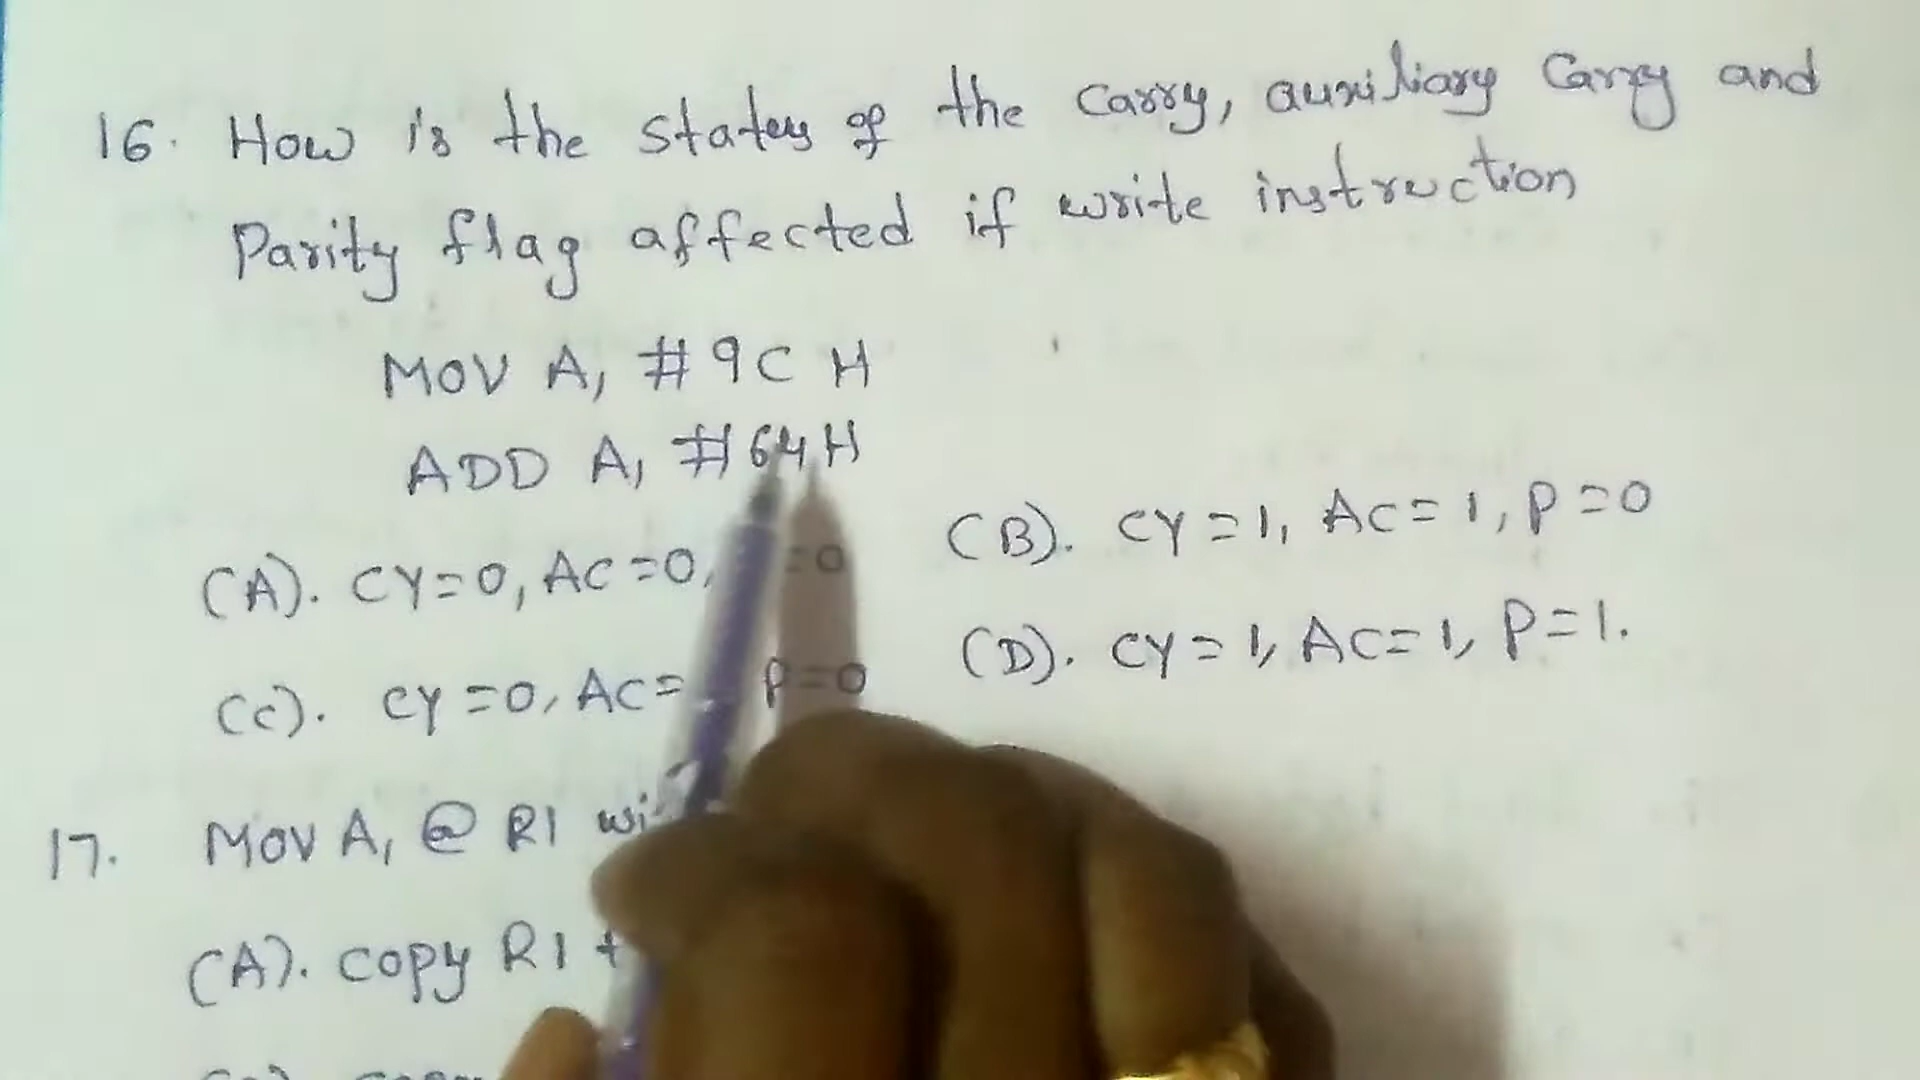 16. How is the status of the carry, auxiliary carry and
Parity flag affected if write instruction
MOV A, #9C H
ADD A, #64H
(A). CY=0, AC=0, =0
(B). CY=1, AC=1, P=0
(C). CY=0, AC= P=0
(D). CY=1, AC=1, P=1.
17. MOV A, @ R1
(A). copy R1